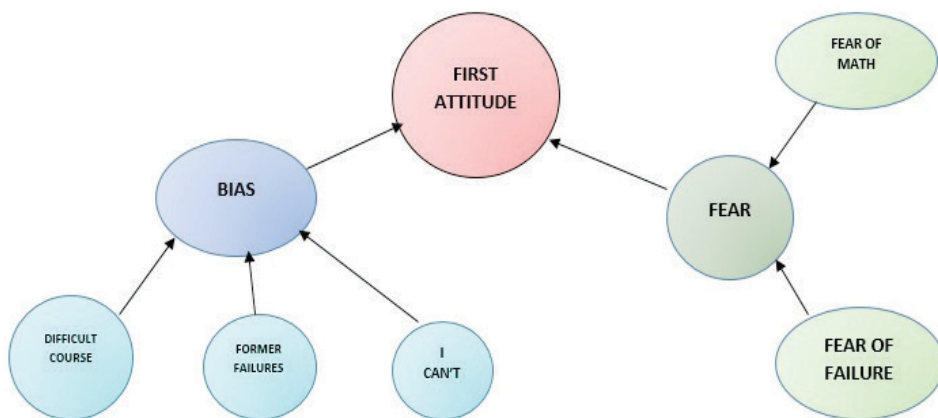 FIRST
ATTITUDE
FEAR OF
MATH
BIAS
FEAR
DIFFICULT
COURSE
FORMER
FAILURES
I
CAN'T
FEAR OF
FAILURE